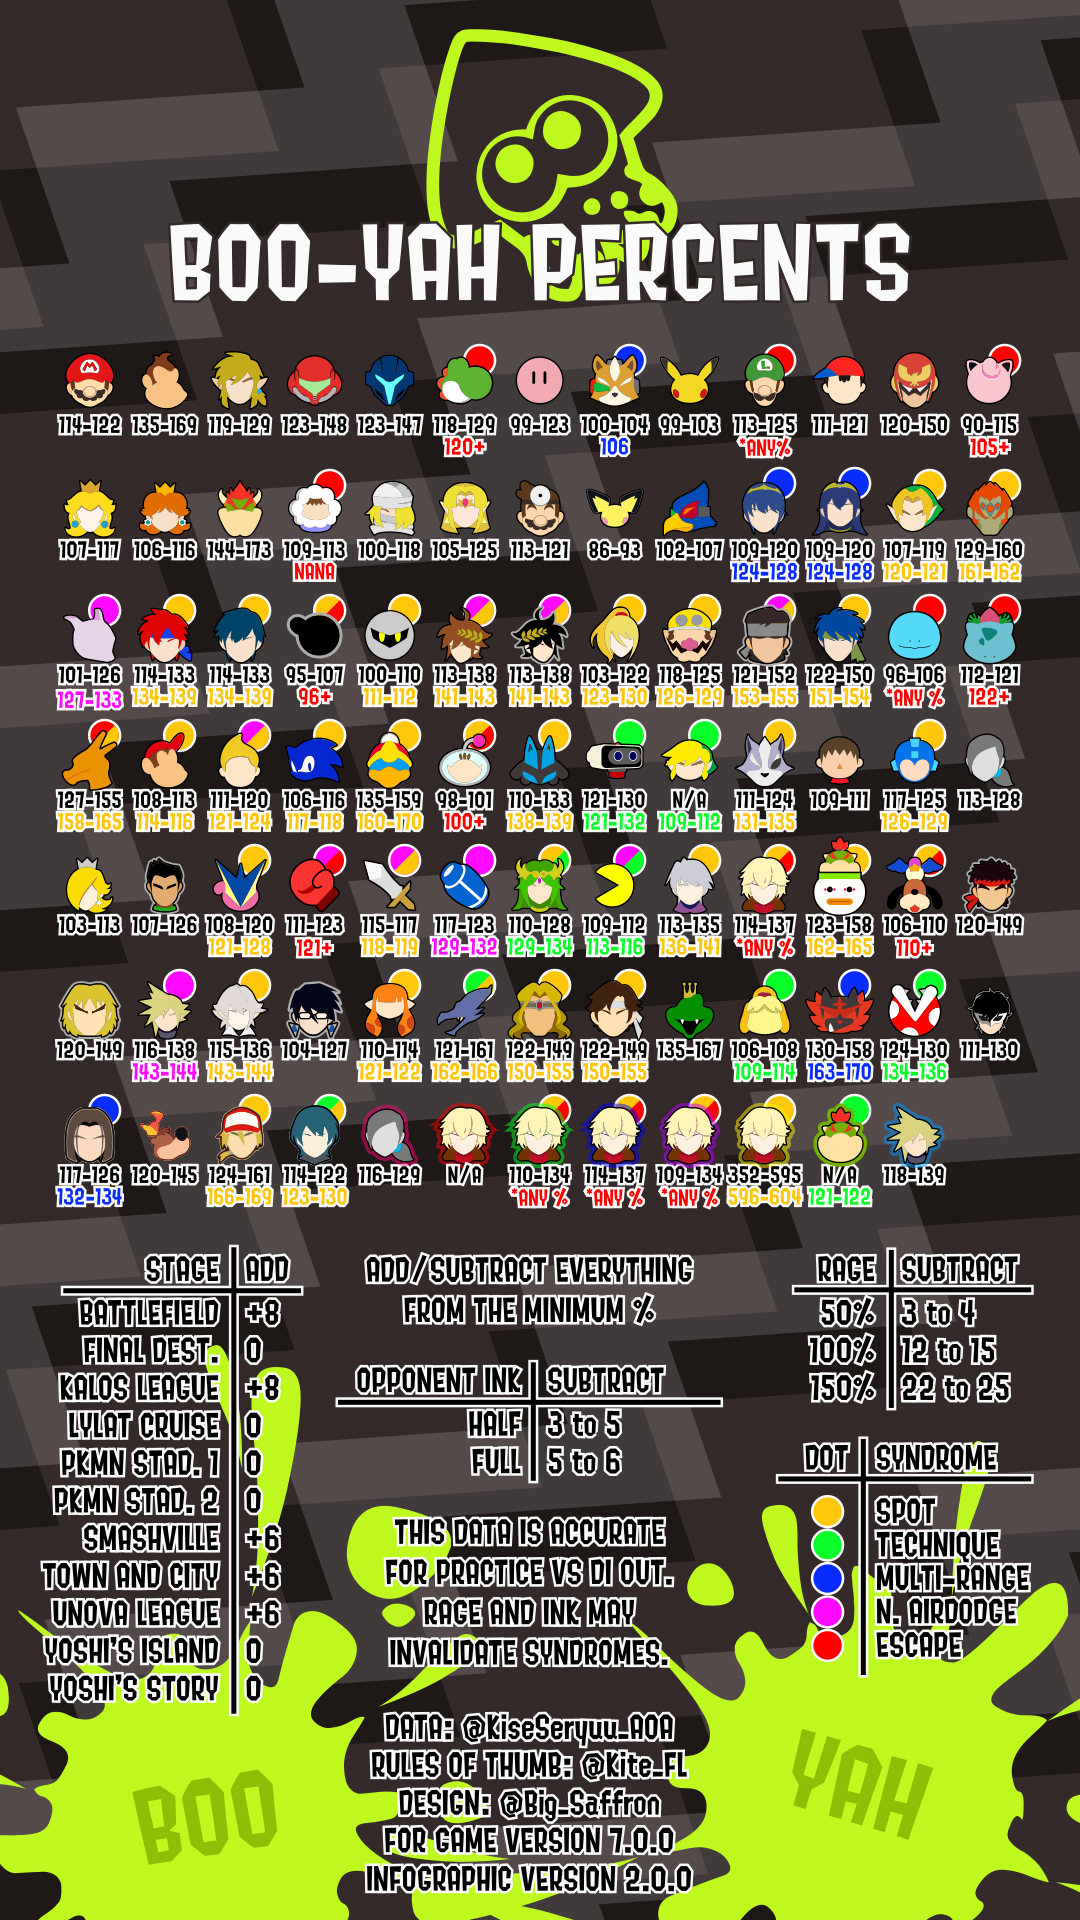 BOO-YAH PERCENTS
114-122 135-169 119-129 123-148 123-147 118-129 99-123 100-104 99-103 113-125 111-121 120-150 90-115
120+ 106 *ANY% 105+
107-117 106-116 144-173 109-113 100-118 105-125 113-121 86-93 102-107 109-120 109-120 107-119 129-160
NANA 124-128 124-128 120-121 161-162
101-126 114-133 114-133 95-107 100-110 113-138 113-138 103-122 118-125 121-152 122-150 96-106 112-121
127-133 134-139 134-139 96+ 111-112 141-143 141-143 123-130 126-129 153-155 151-154 *ANY % 122+
127-155 108-113 111-120 106-116 135-159 98-101 110-133 121-130 N/A 111-124 109-111 117-125 113-128
158-165 114-116 121-124 117-118 160-170 100+ 138-139 121-132 109-112 131-135 126-129
103-113 107-126 108-120 111-123 115-117 117-123 110-128 109-112 113-135 114-137 123-158 106-110 120-149
121-128 121+ 118-119 129-132 129-134 113-116 136-141 *ANY % 162-165 110+
120-149 116-138 115-136 104-127 110-114 121-161 122-149 122-149 135-167 106-108 130-158 124-130 111-130
143-144 143-144 121-122 162-166 150-155 150-155 109-114 163-170 134-136
117-126 120-145 124-161 114-122 116-129 N/A 110-134 114-137 109-134 352-595 N/A 118-139
132-134 166-169 123-130 *ANY % *ANY % *ANY % 596-604 121-122
STAGE ADD
BATTLEFIELD +8
FINAL DEST. 0
KALOS LEAGUE +8
LYLAT CRUISE 0
PKMN STAD. 1 0
PKMN STAD. 2 0
SMASHVILLE +6
TOWN AND CITY +6
UNOVA LEAGUE +6
YOSHI'S ISLAND 0
YOSHI'S STORY 0
ADD/SUBTRACT EVERYTHING
FROM THE MINIMUM %
OPPONENT INK SUBTRACT
HALF 3 to 5
FULL 5 to 6
THIS DATA IS ACCURATE
FOR PRACTICE VS DI OUT.
RAGE AND INK MAY
INVALIDATE SYNDROMES.
RAGE SUBTRACT
50% 3 to 4
100% 12 to 15
150% 22 to 25
DOT SYNDROME
SPOT
TECHNIQUE
MULTI-RANGE
N. AIRDODGE
ESCAPE
DATA: @KiseSeryuu_AOA
RULES OF THUMB: @Kite_FL
DESIGN: @Big_Saffron
FOR GAME VERSION 7.0.0
INFOGRAPHIC VERSION 2.0.0
BOO
YAH